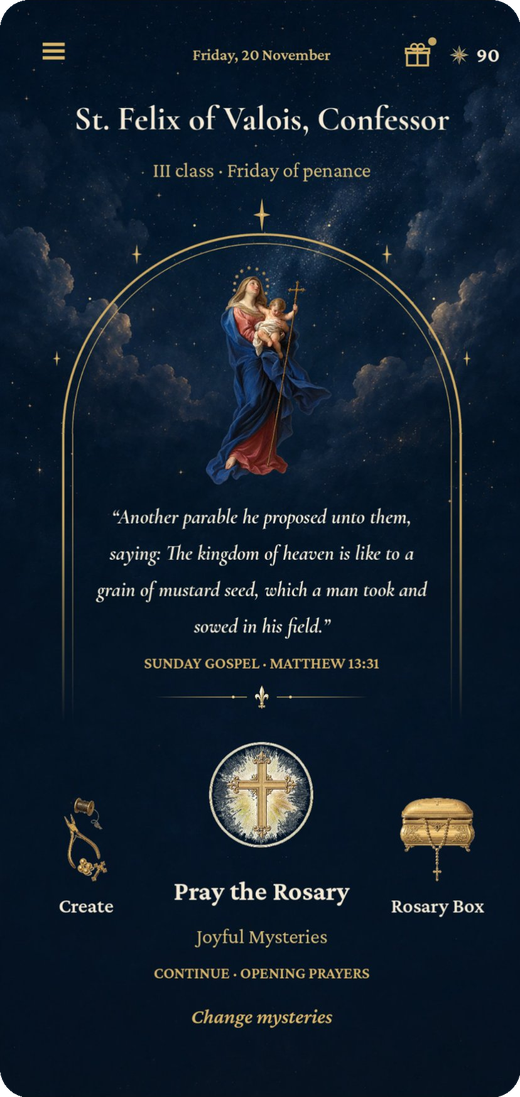 Friday, 20 November
90
St. Felix of Valois, Confessor
III class · Friday of penance
“Another parable he proposed unto them,
saying: The kingdom of heaven is like to a
grain of mustard seed, which a man took and
sowed in his field.”
SUNDAY GOSPEL · MATTHEW 13:31
Create
Pray the Rosary
Rosary Box
Joyful Mysteries
CONTINUE · OPENING PRAYERS
Change mysteries